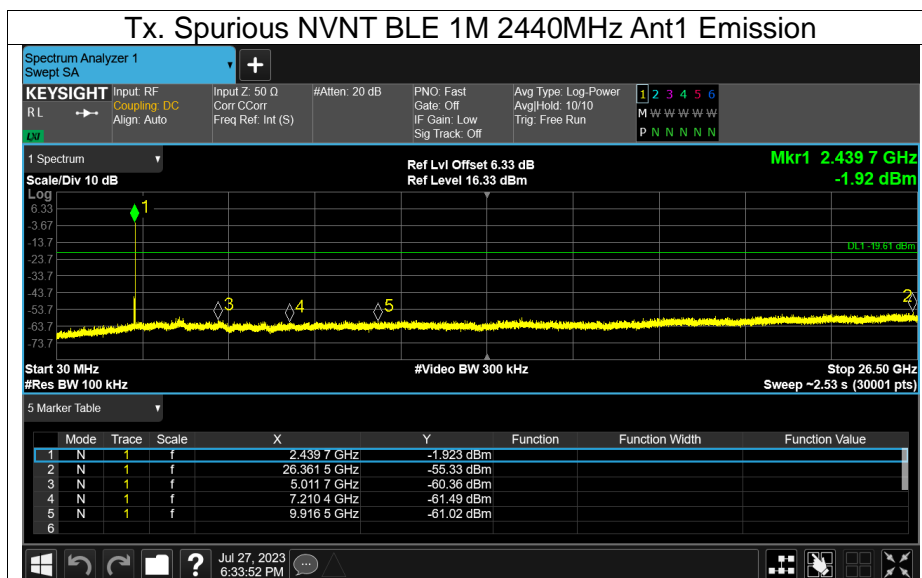 Tx. Spurious NVNT BLE 1M 2440MHz Ant1 Emission
Spectrum Analyzer 1
Swept SA
+
KEYSIGHT Input: RF Input Z: 50 Ω #Atten: 20 dB PNO: Fast Avg Type: Log-Power 1 2 3 4 5 6
R L Coupling: DC Corr CCorr Gate: Off Avg|Hold: 10/10 M W W W W W
Align: Auto Freq Ref: Int (S) IF Gain: Low Trig: Free Run
LXI Sig Track: Off P N N N N N
1 Spectrum Ref Lvl Offset 6.33 dB Mkr1 2.439 7 GHz
Scale/Div 10 dB Ref Level 16.33 dBm -1.92 dBm
Log
6.33 1
-3.67
-13.7 DL1 -19.61 dBm
-23.7
-33.7
-43.7 2
-53.7 3 4 5
-63.7
-73.7
Start 30 MHz #Video BW 300 kHz Stop 26.50 GHz
#Res BW 100 kHz Sweep ~2.53 s (30001 pts)
5 Marker Table
Mode Trace Scale X Y Function Function Width Function Value
1 N 1 f 2.439 7 GHz -1.923 dBm
2 N 1 f 26.361 5 GHz -55.33 dBm
3 N 1 f 5.011 7 GHz -60.36 dBm
4 N 1 f 7.210 4 GHz -61.49 dBm
5 N 1 f 9.916 5 GHz -61.02 dBm
6
? Jul 27, 2023
6:33:52 PM